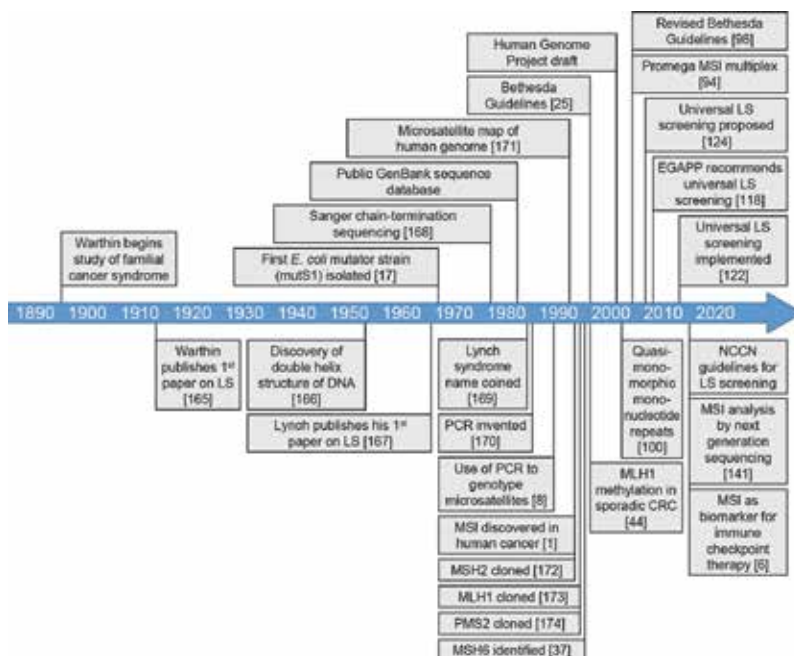 Human Genome
Project draft
Bethesda
Guidelines [25]
Microsatellite map of
human genome [171]
Public GenBank sequence
database
Sanger chain-termination
sequencing [168]
First E. coli mutator strain
(mutS1) isolated [17]
Warthin begins
study of familial
cancer syndrome
Revised Bethesda
Guidelines [96]
Promega MSI multiplex
[94]
Universal LS
screening proposed
[124]
EGAPP recommends
universal LS
screening [118]
Universal LS
screening
implemented
[122]
1890 1900 1910 1920 1930 1940 1950 1960 1970 1980 1990 2000 2010 2020
Warthin
publishes 1st
paper on LS
[165]
Discovery of
double helix
structure of DNA
[166]
Lynch publishes his 1st
paper on LS [167]
Lynch
syndrome
name coined
[169]
PCR invented
[170]
Use of PCR to
genotype
microsatellites [8]
MSI discovered in
human cancer [1]
MSH2 cloned [172]
MLH1 cloned [173]
PMS2 cloned [174]
MSH6 identified [37]
Quasi-
mono-
morphic
mono-
nucleotide
repeats
[100]
MLH1
methylation in
sporadic CRC
[44]
NCCN
guidelines for
LS screening
MSI analysis
by next
generation
sequencing
[141]
MSI as
biomarker for
immune
checkpoint
therapy [6]